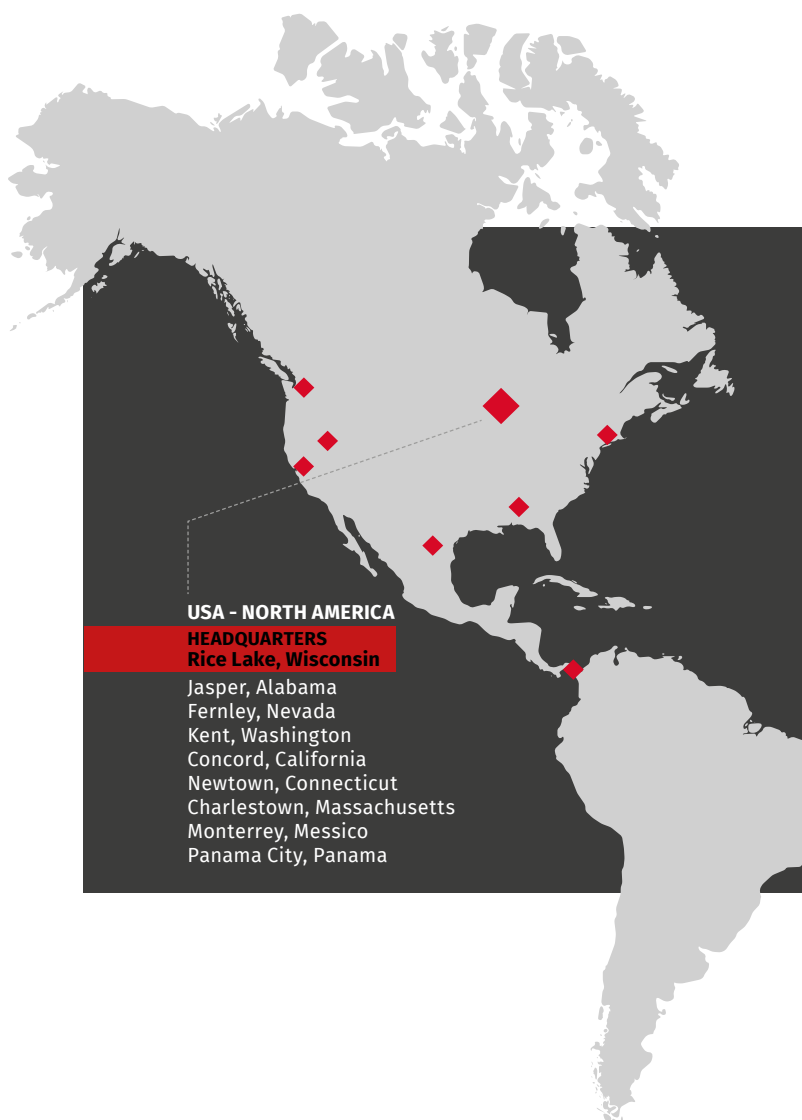 USA - NORTH AMERICA
HEADQUARTERS
Rice Lake, Wisconsin
Jasper, Alabama
Fernley, Nevada
Kent, Washington
Concord, California
Newtown, Connecticut
Charlestown, Massachusetts
Monterrey, Messico
Panama City, Panama